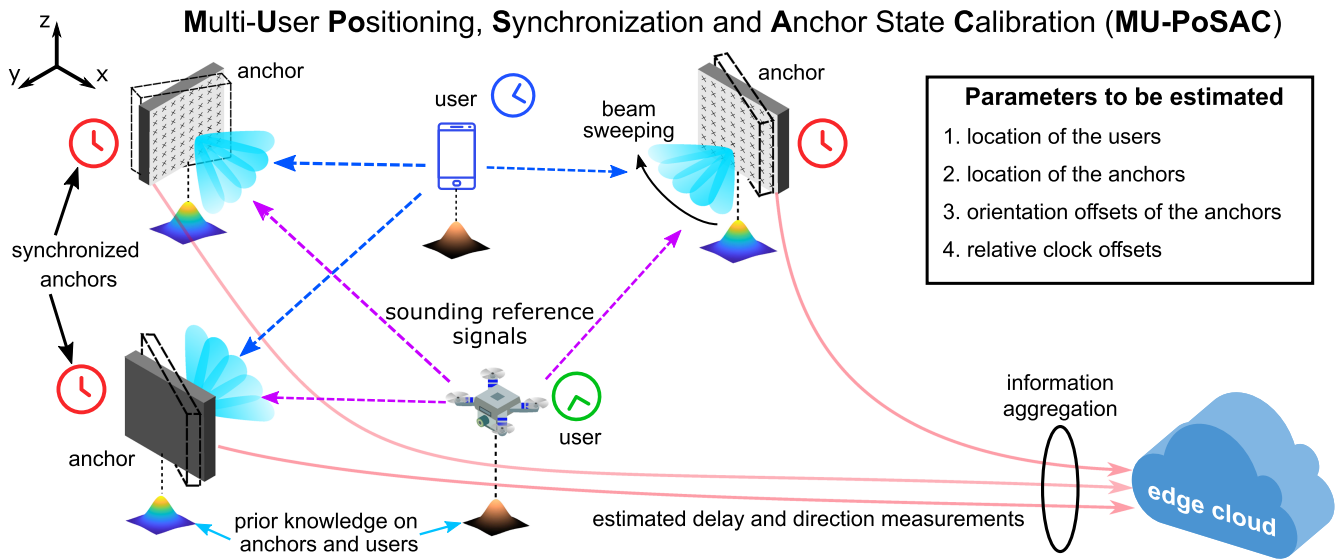 Multi-User Positioning, Synchronization and Anchor State Calibration (MU-PoSAC)
z
y
x
anchor
user
beam
sweeping
anchor
Parameters to be estimated
1. location of the users
2. location of the anchors
3. orientation offsets of the anchors
4. relative clock offsets
synchronized
anchors
sounding reference
signals
anchor
user
information
aggregation
edge cloud
prior knowledge on
anchors and users
estimated delay and direction measurements